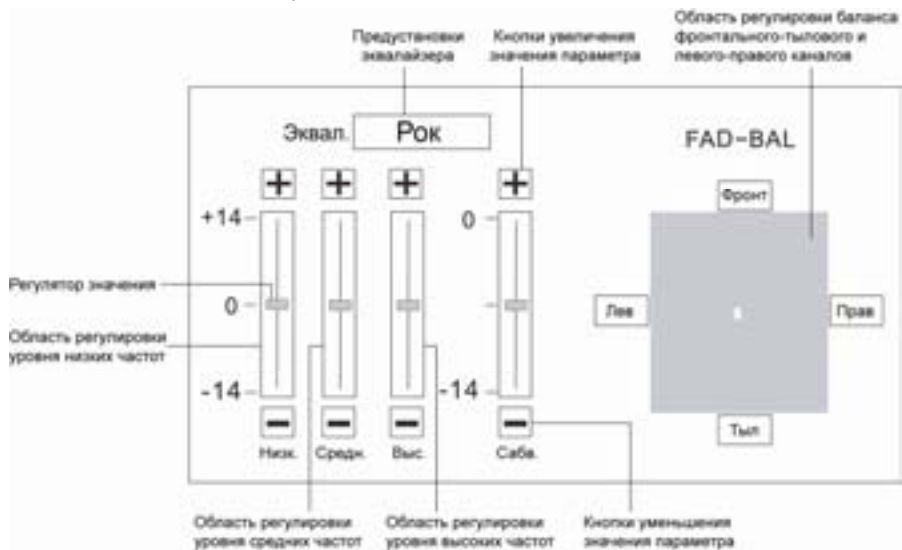 Предустановки
эквалайзера
Кнопки увеличения
значения параметра
Область регулировки баланса
фронтального-тылового и
левого-правого каналов
Эквал. Рок
FAD-BAL
Фронт
+14
0
Регулятор значения
0
Лев
Прав
Область регулировки
уровня низких частот
-14
-14
Тыл
Низк. Средн. Выс. Сабв.
Область регулировки
уровня средних частот
Область регулировки
уровня высоких частот
Кнопки уменьшения
значения параметра